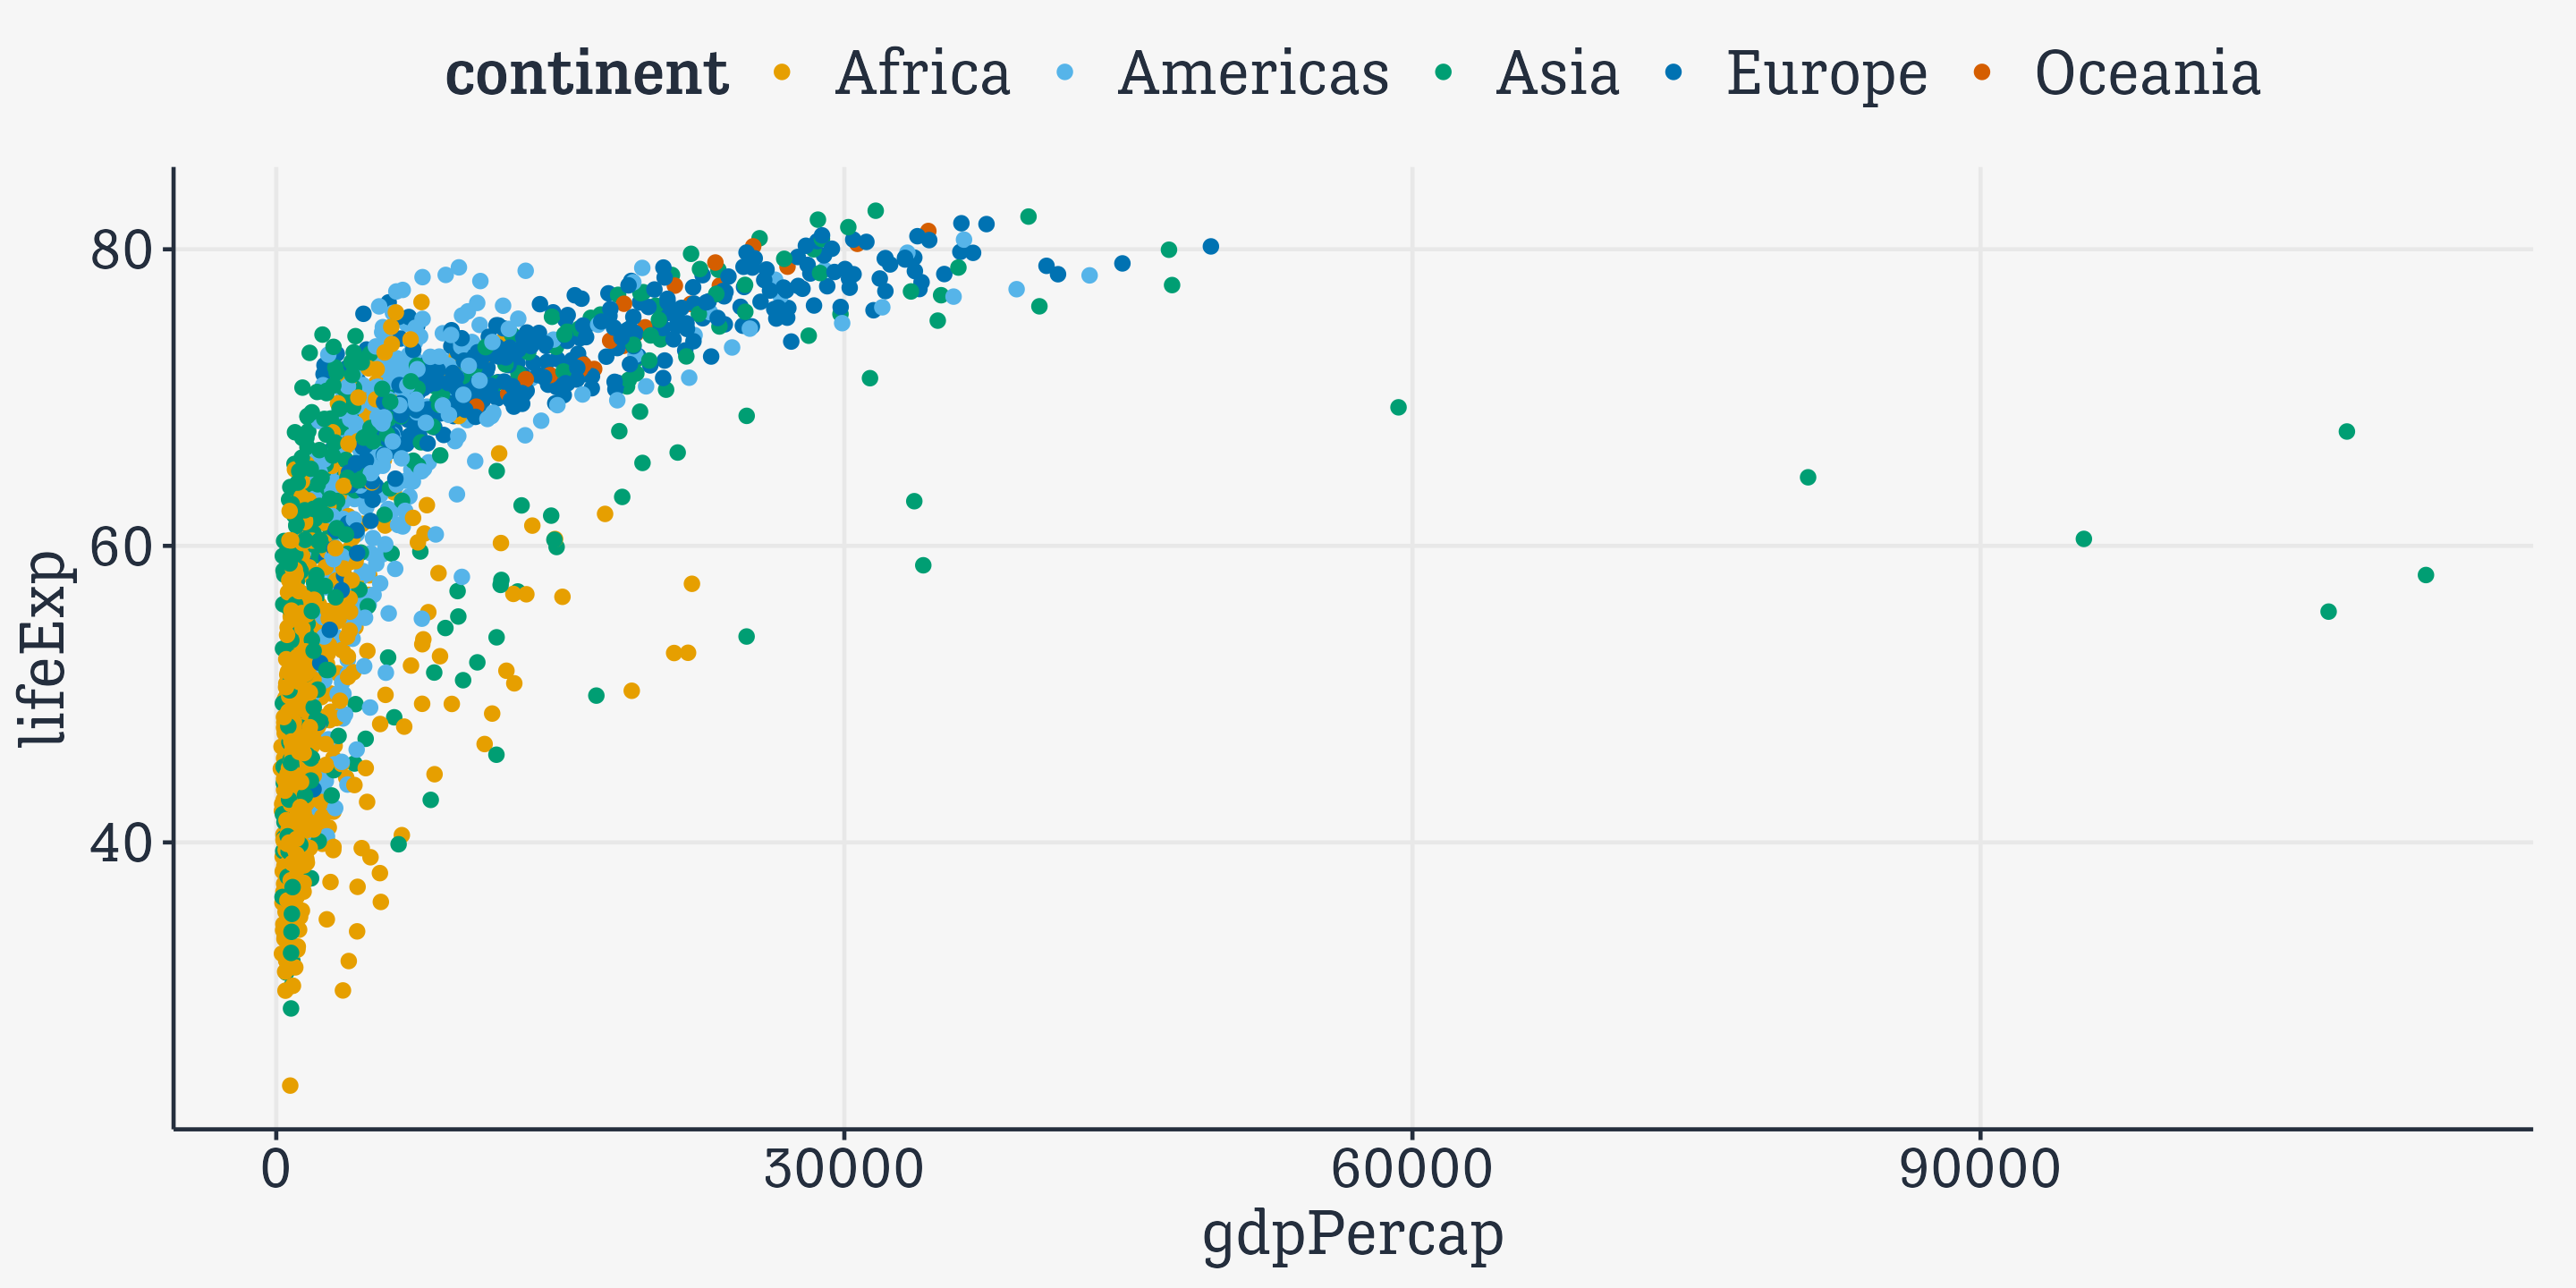 continent Africa Americas Asia Europe Oceania
80
60
40
lifeExp
0 30000 60000 90000
gdpPercap